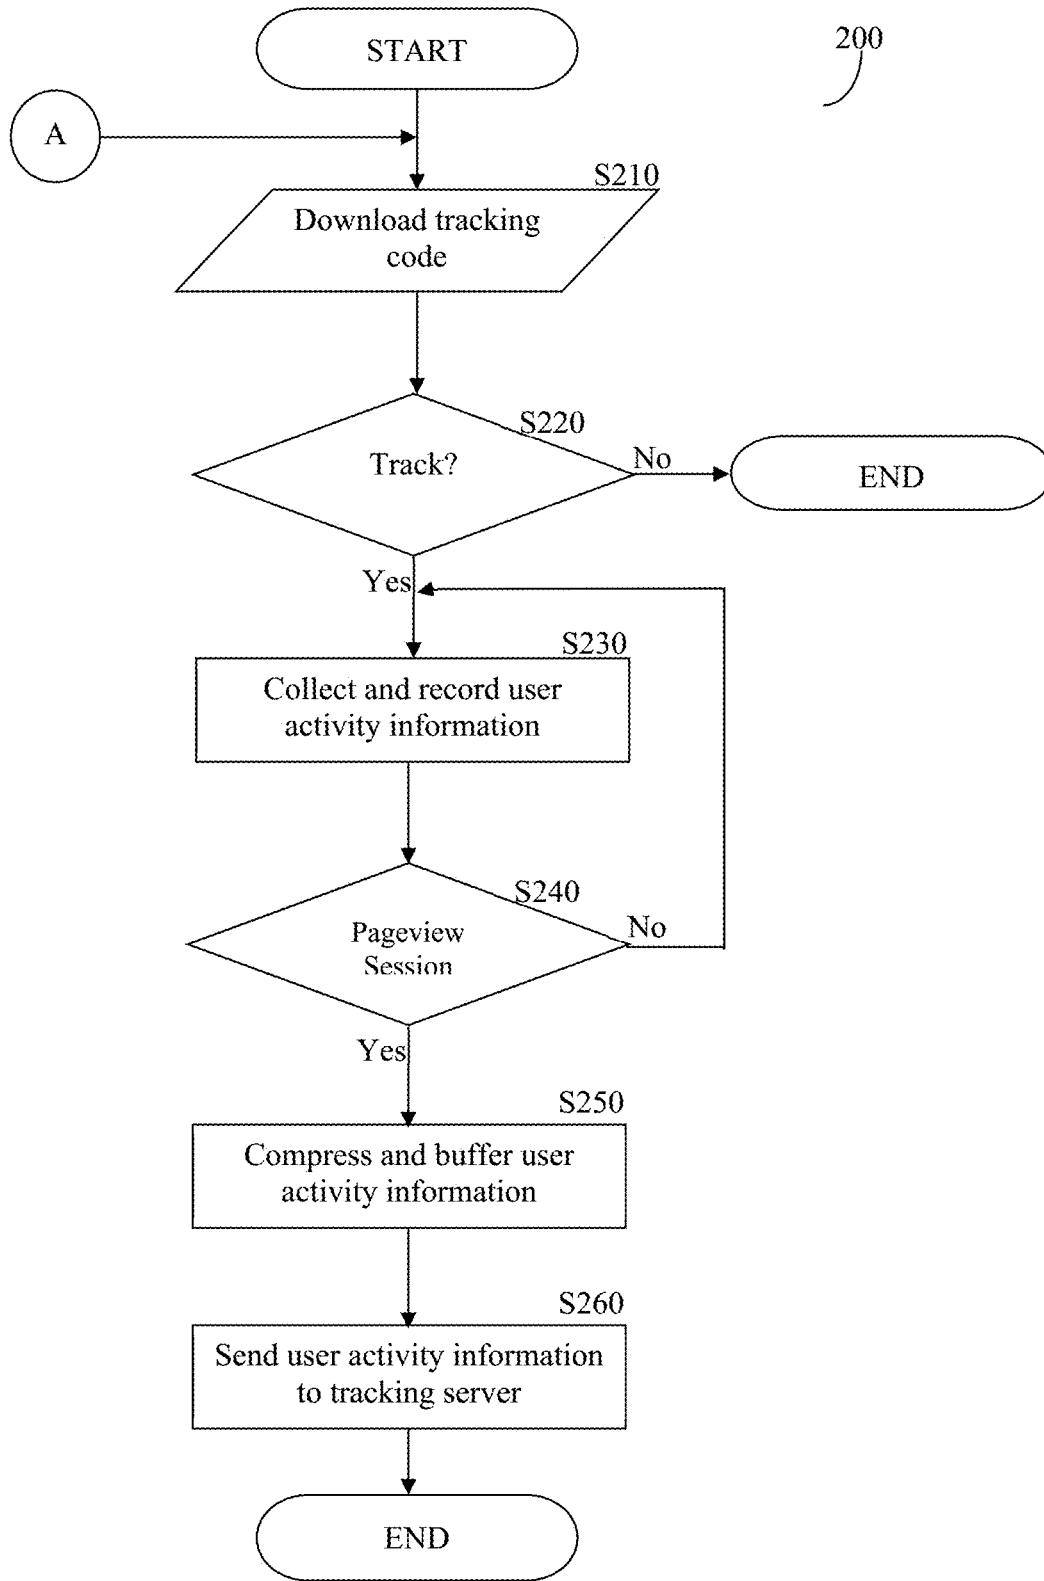 START
200
A
S210
Download tracking
code
S220
Track?
No
END
Yes
S230
Collect and record user
activity information
S240
Pageview
Session
No
Yes
S250
Compress and buffer user
activity information
S260
Send user activity information
to tracking server
END